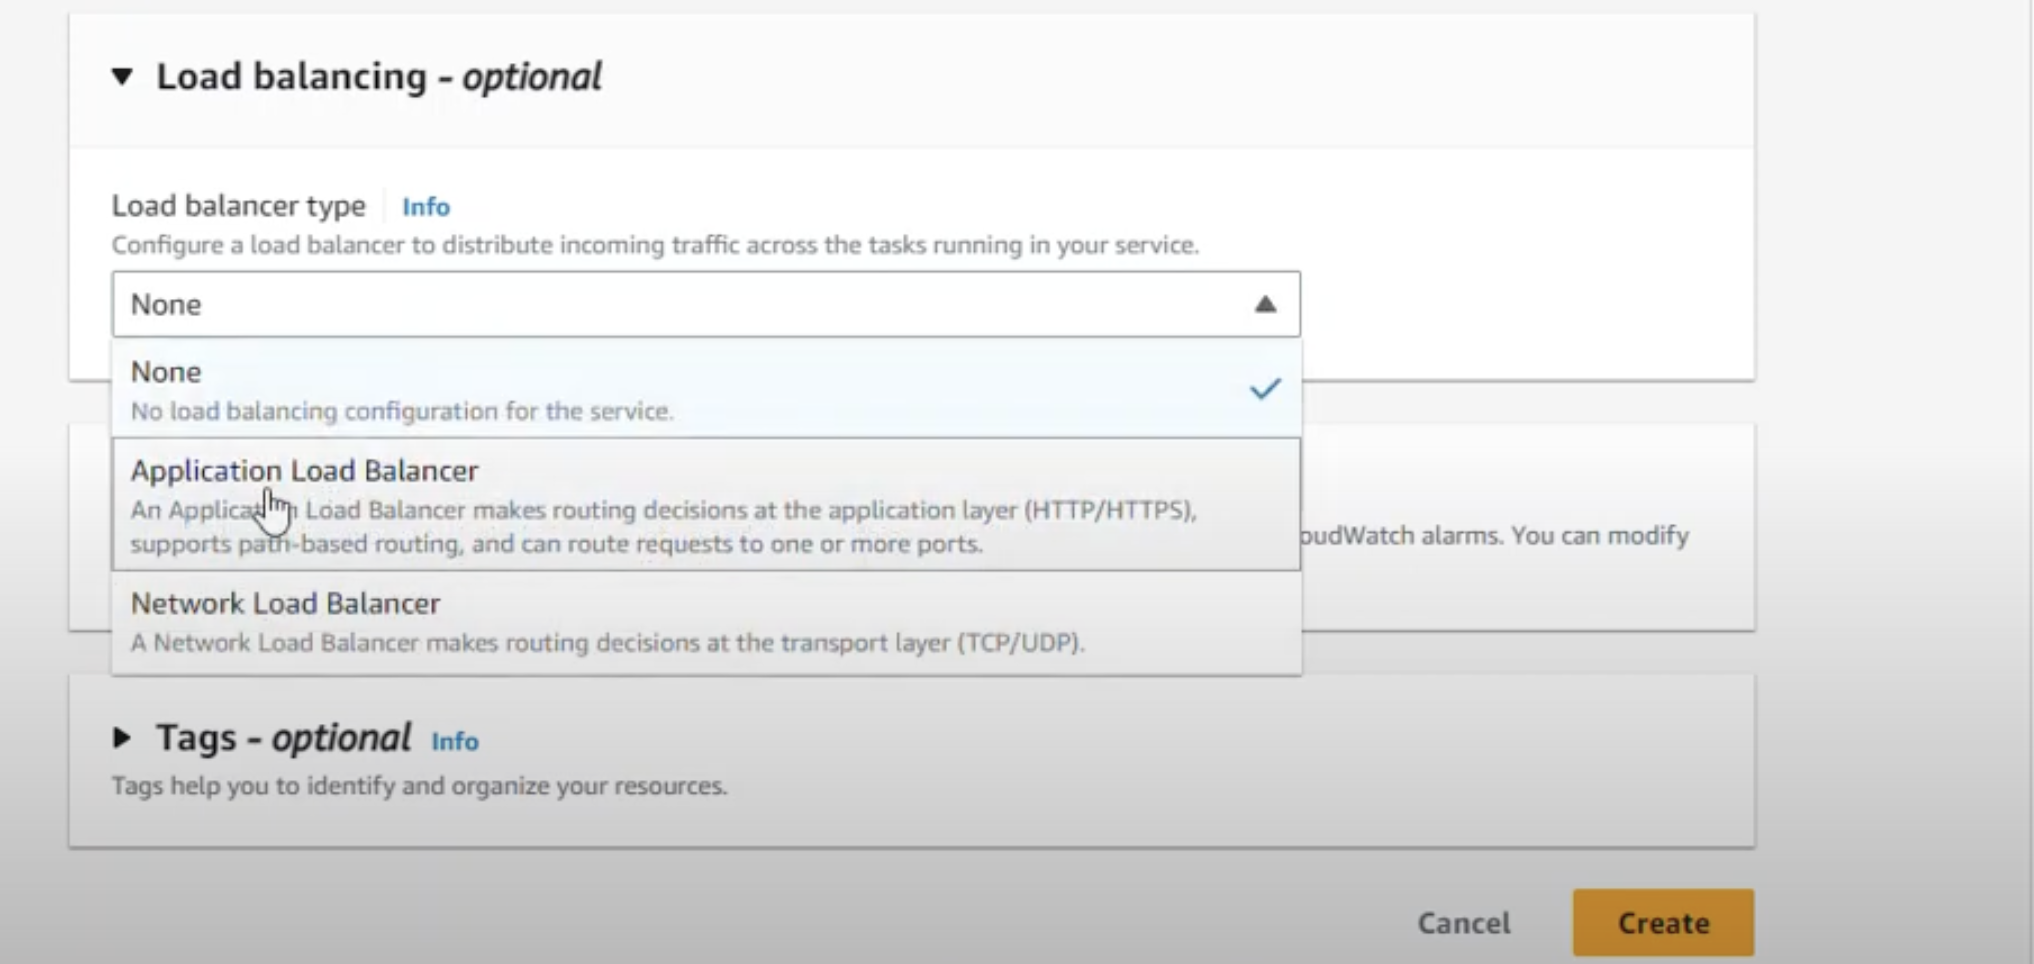 Load balancing - optional
Load balancer type Info
Configure a load balancer to distribute incoming traffic across the tasks running in your service.
None
None
No load balancing configuration for the service.
Application Load Balancer
An Application Load Balancer makes routing decisions at the application layer (HTTP/HTTPS),
supports path-based routing, and can route requests to one or more ports.
oudWatch alarms. You can modify
Network Load Balancer
A Network Load Balancer makes routing decisions at the transport layer (TCP/UDP).
Tags - optional Info
Tags help you to identify and organize your resources.
Cancel Create